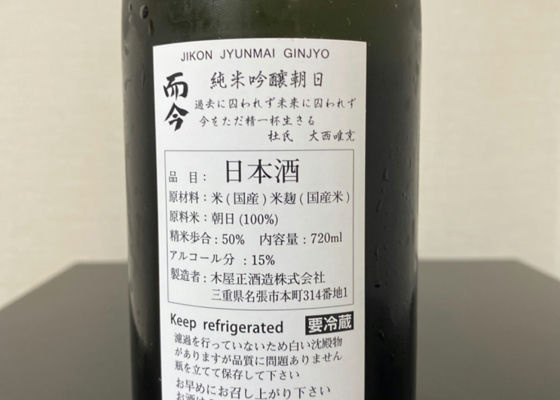 JIKON JYUNMAI GINJYO
而今
純米吟醸朝日
過去に囚われず未来に囚われず
今をただ精一杯生きる
杜氏 大西唯克
品目： 日本酒
原材料：米(国産)米麹(国産米)
原料米：朝日(100%)
精米歩合：50% 内容量：720ml
アルコール分 ：15%
製造者：木屋正酒造株式会社
三重県名張市本町314番地1
Keep refrigerated 要冷蔵
濾過を行っていないため白い沈殿物
がありますが品質に問題ありません
瓶を立てて保存して下さい
お早めにお召し上がり下さい